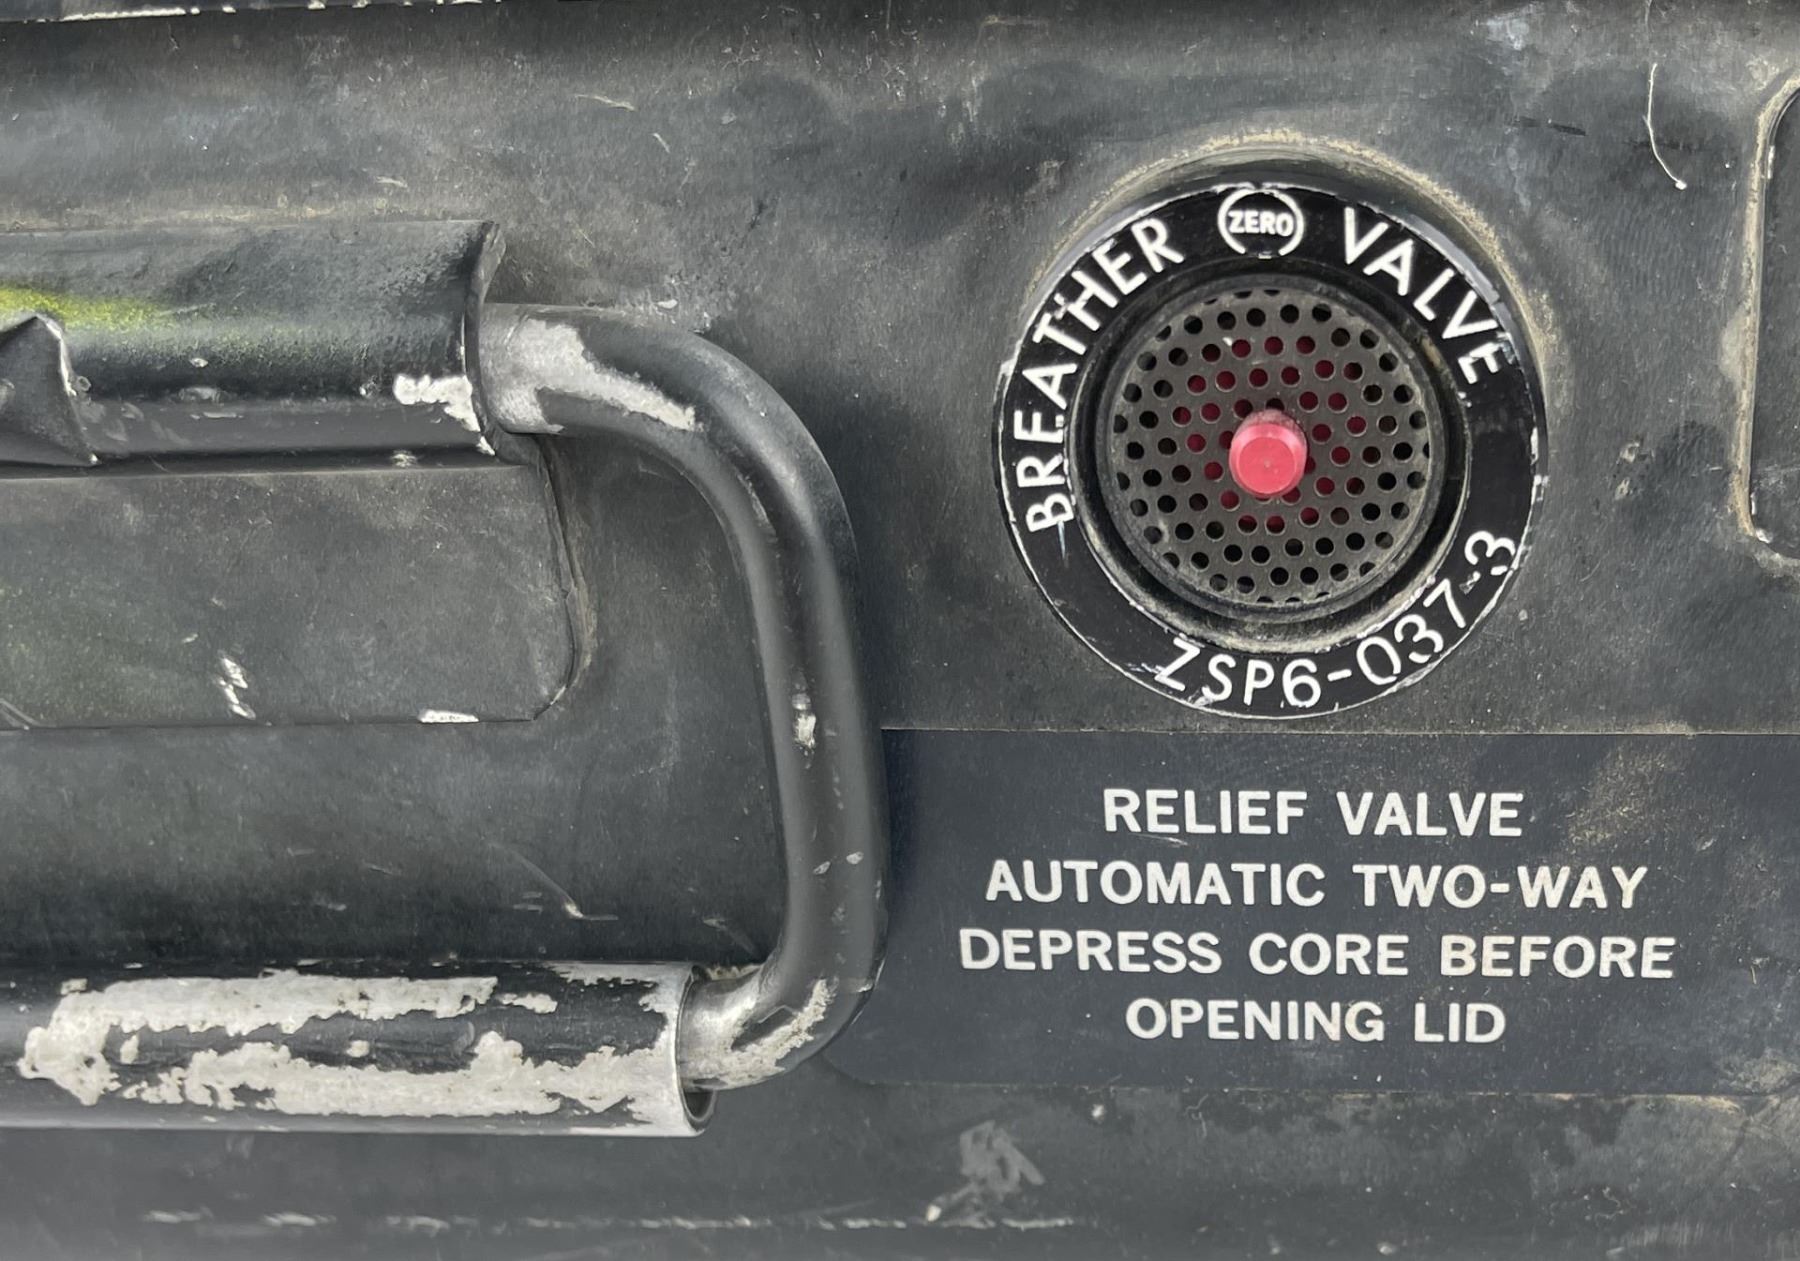 BREATHER ZERO VALVE
ZSP6-037-3
RELIEF VALVE
AUTOMATIC TWO-WAY
DEPRESS CORE BEFORE
OPENING LID